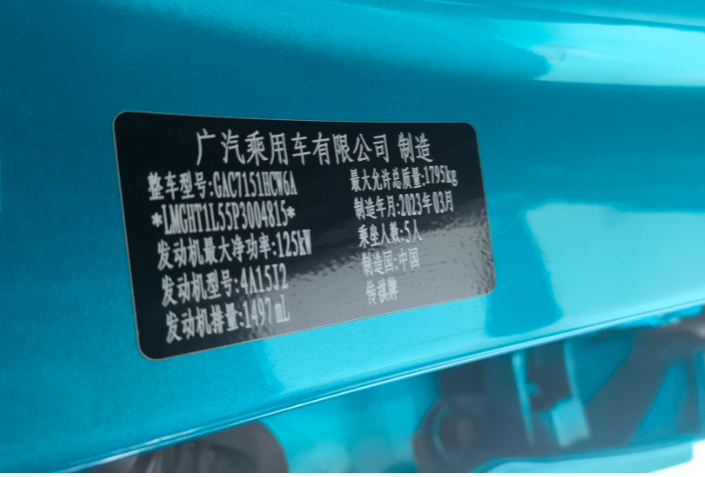 广汽乘用车有限公司 制造
整车型号:GAC7151HCW6A
*LMGHT1L55P3004815*
发动机最大净功率:125kW
发动机型号:4A15J2
发动机排量:1497mL
最大允许总质量:1795kg
制造年月:2023年03月
乘坐人数:5人
制造国:中国
传祺牌